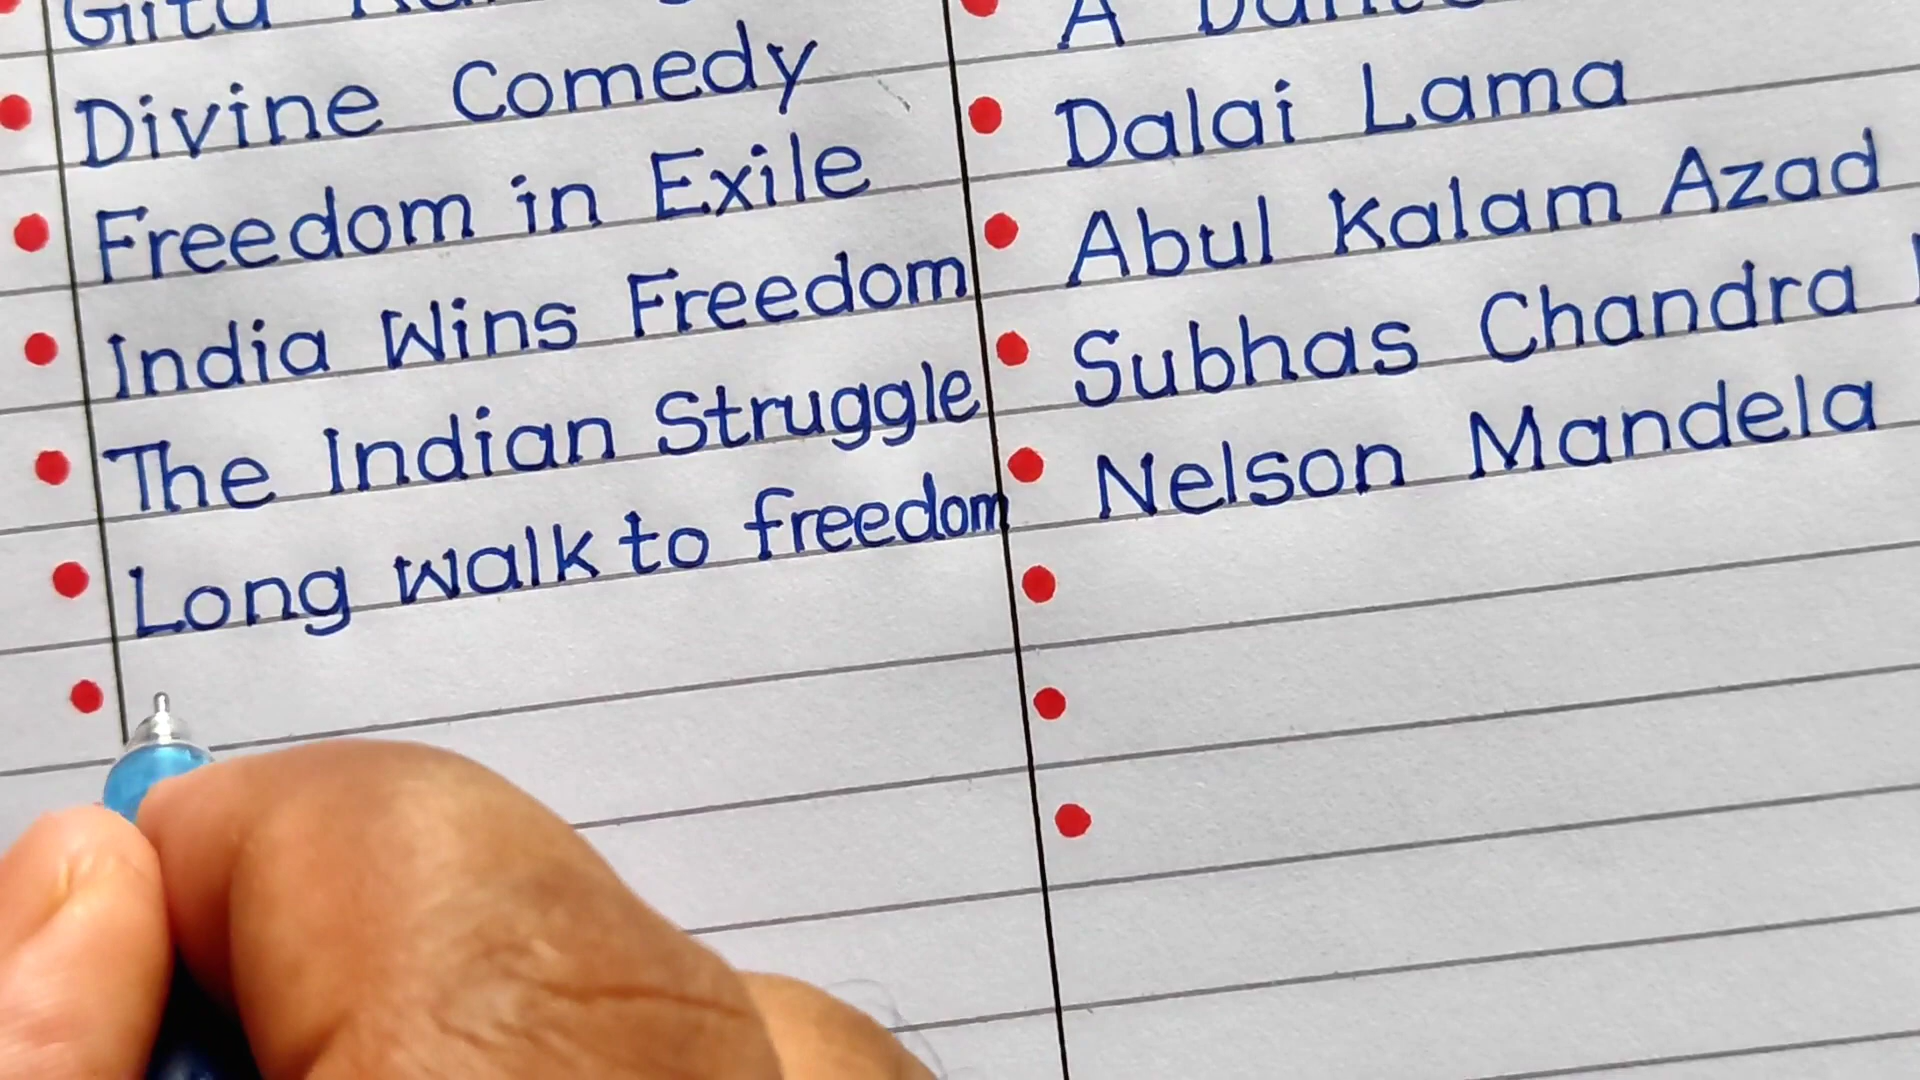 Divine Comedy
Dalai Lama
Freedom in Exile
Abul Kalam Azad
India Wins Freedom
Subhas Chandra
The Indian Struggle
Nelson Mandela
Long walk to freedom